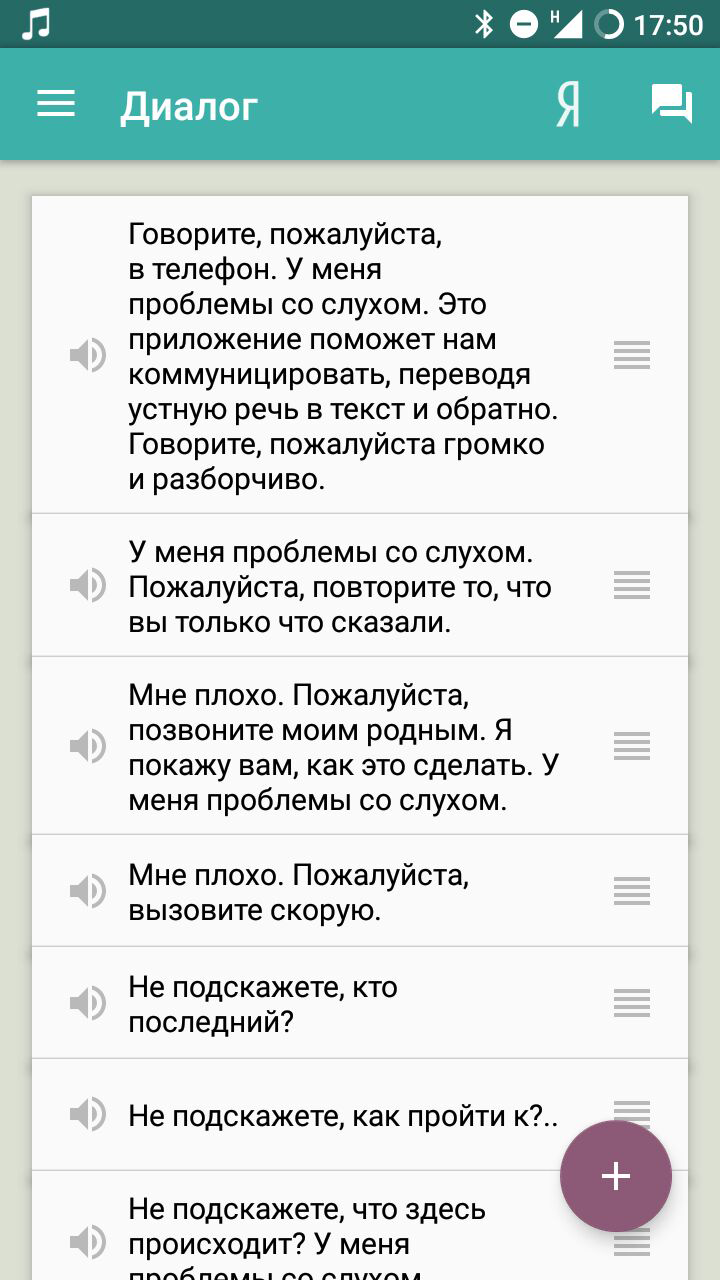 H
17:50
Диалог
Я
Говорите, пожалуйста,
в телефон. У меня
проблемы со слухом. Это
приложение поможет нам
коммуницировать, переводя
устную речь в текст и обратно.
Говорите, пожалуйста громко
и разборчиво.
У меня проблемы со слухом.
Пожалуйста, повторите то, что
вы только что сказали.
Мне плохо. Пожалуйста,
позвоните моим родным. Я
покажу вам, как это сделать. У
меня проблемы со слухом.
Мне плохо. Пожалуйста,
вызовите скорую.
Не подскажете, кто
последний?
Не подскажете, как пройти к?..
Не подскажете, что здесь
происходит? У меня
проблемы со слухом